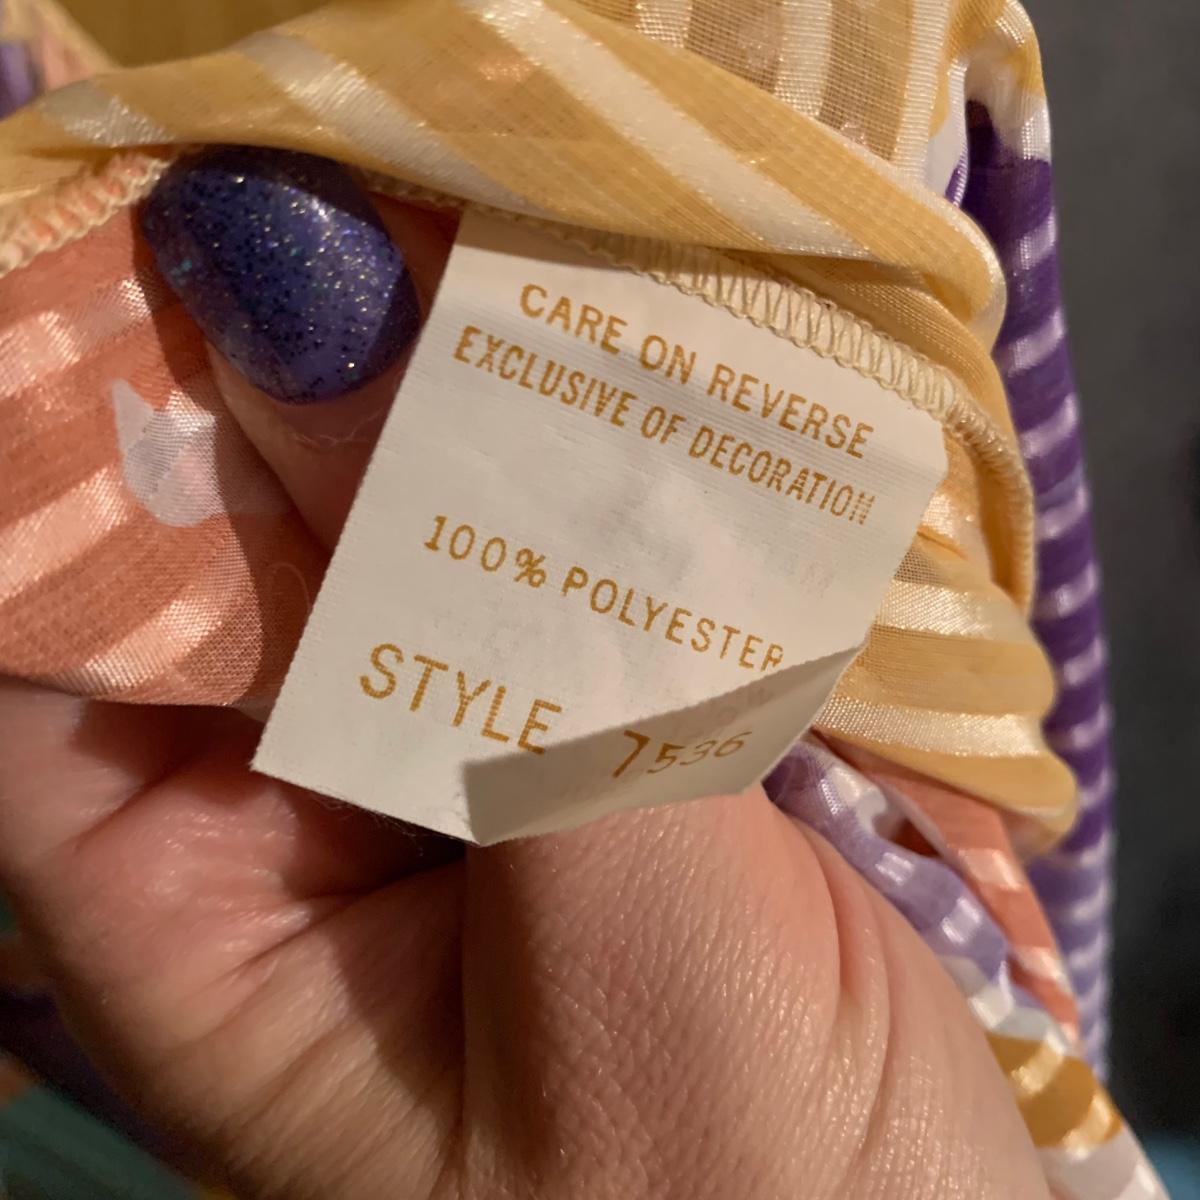 CARE ON REVERSE
EXCLUSIVE OF DECORATION
100% POLYESTER
STYLE 7536